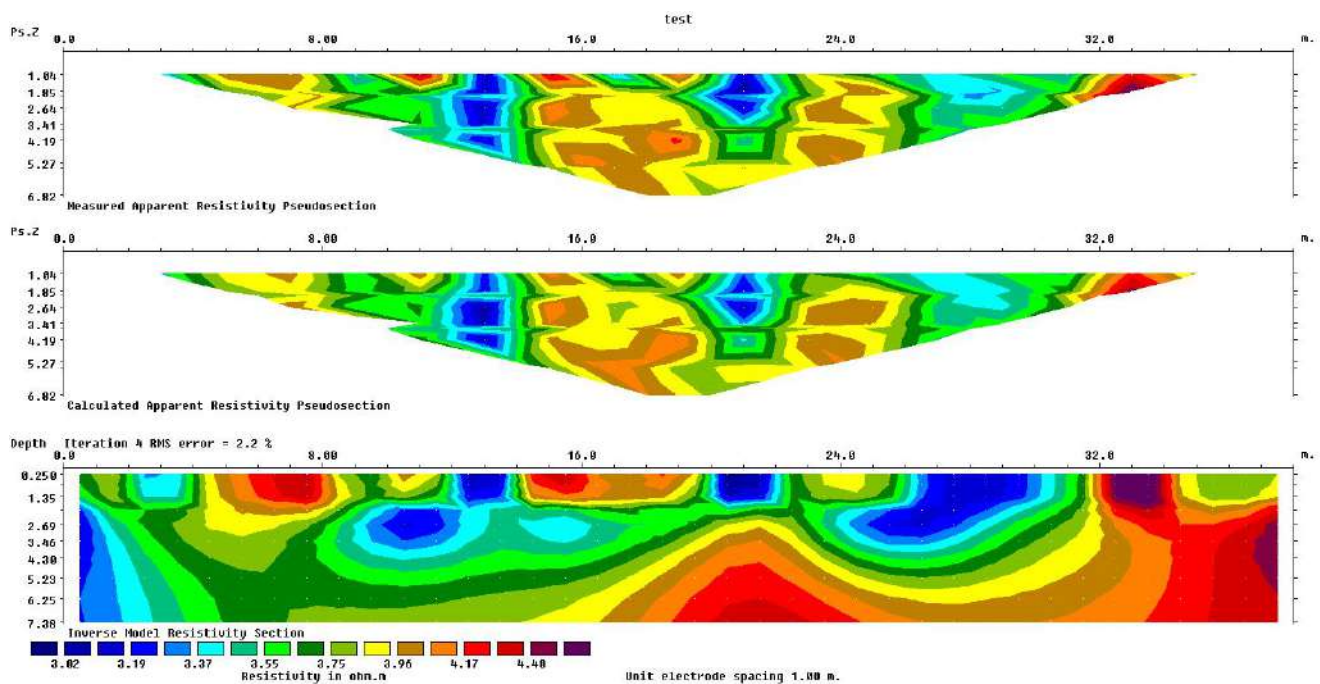 test
Ps.Z 0.0 8.00 16.0 24.0 32.0 m.
1.04
1.85
2.64
3.41
4.19
5.27
6.82
Measured Apparent Resistivity Pseudosection
Ps.Z 0.0 8.00 16.0 24.0 32.0 m.
1.04
1.85
2.64
3.41
4.19
5.27
6.82
Calculated Apparent Resistivity Pseudosection
Depth Iteration 4 RMS error = 2.2 %
0.0 8.00 16.0 24.0 32.0 m.
0.250
1.35
2.69
3.46
4.30
5.23
6.25
7.38
Inverse Model Resistivity Section
3.02 3.19 3.37 3.55 3.75 3.96 4.17 4.40
Resistivity in ohm.m Unit electrode spacing 1.00 m.